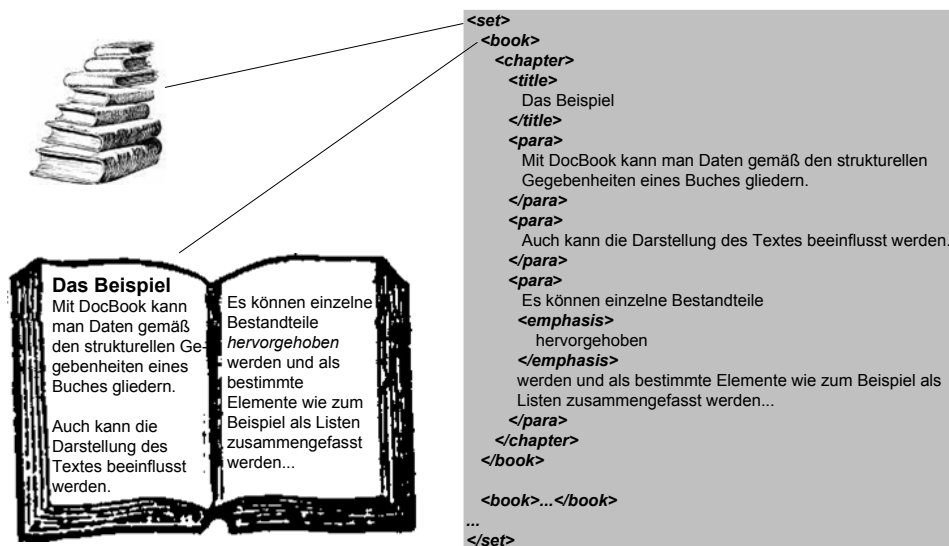 <set>
<book>
<chapter>
<title>
Das Beispiel
</title>
<para>
Mit DocBook kann man Daten gemäß den strukturellen
Gegebenheiten eines Buches gliedern.
</para>
<para>
Auch kann die Darstellung des Textes beeinflusst werden.
</para>
<para>
Es können einzelne Bestandteile
<emphasis>
hervorgehoben
</emphasis>
werden und als bestimmte Elemente wie zum Beispiel als
Listen zusammengefasst werden...
</para>
</chapter>
</book>
<book>...</book>
...
</set>
Das Beispiel
Mit DocBook kann
man Daten gemäß
den strukturellen Ge-
gebenheiten eines
Buches gliedern.
Auch kann die
Darstellung des
Textes beeinflusst
werden.
Es können einzelne
Bestandteile
hervorgehoben
werden und als
bestimmte
Elemente wie zum
Beispiel als Listen
zusammengefasst
werden...